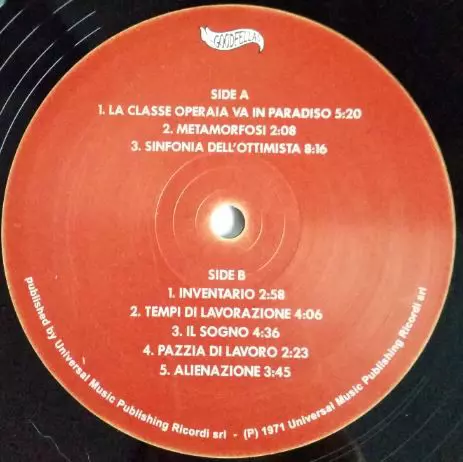 GOODFELLAS
SIDE A
1. LA CLASSE OPERAIA VA IN PARADISO 5:20
2. METAMORFOSI 2:08
3. SINFONIA DELL'OTTIMISTA 8:16
SIDE B
1. INVENTARIO 2:58
2. TEMPI DI LAVORAZIONE 4:06
3. IL SOGNO 4:36
4. PAZZIA DI LAVORO 2:23
5. ALIENAZIONE 3:45
published by Universal Music Publishing Ricordi srl - (P) 1971 Universal Music Publishing Ricordi srl